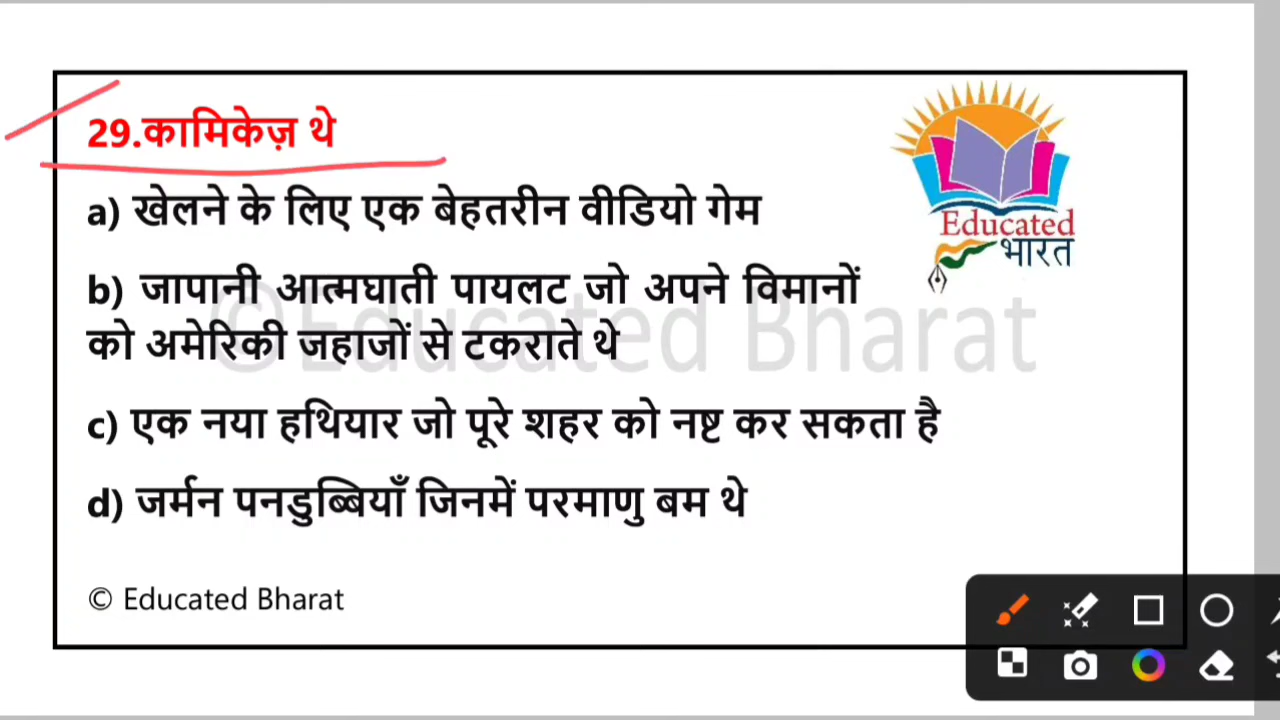 29.कामिकेज़ थे
a) खेलने के लिए एक बेहतरीन वीडियो गेम
b) जापानी आत्मघाती पायलट जो अपने विमानों
को अमेरिकी जहाजों से टकराते थे
c) एक नया हथियार जो पूरे शहर को नष्ट कर सकता है
d) जर्मन पनडुब्बियाँ जिनमें परमाणु बम थे
© Educated Bharat
Educated
भारत
©Educated Bharat